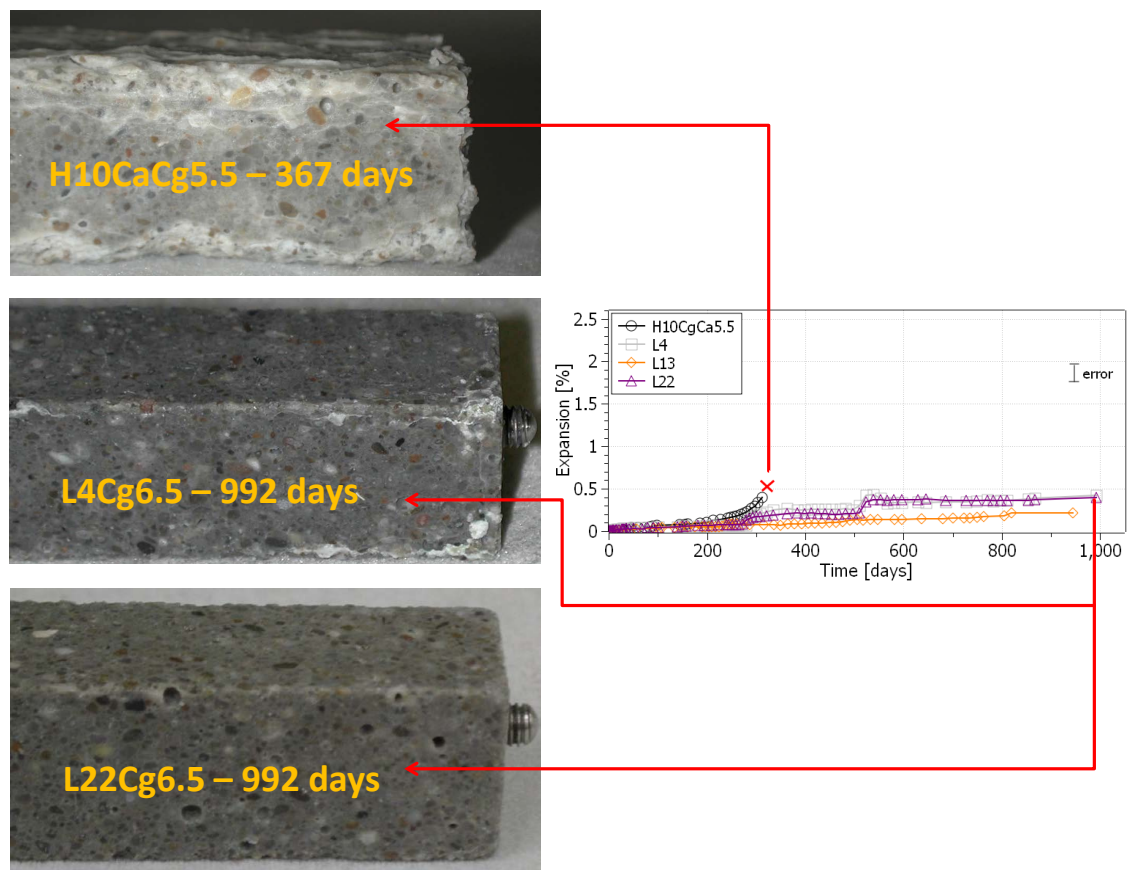 H10CaCg5.5 – 367 days
L4Cg6.5 – 992 days
L22Cg6.5 – 992 days
H10CgCa5.5
L4
L13
L22
error
Expansion [%]
2.5
2
1.5
1
0.5
0
0 200 400 600 800 1,000
Time [days]